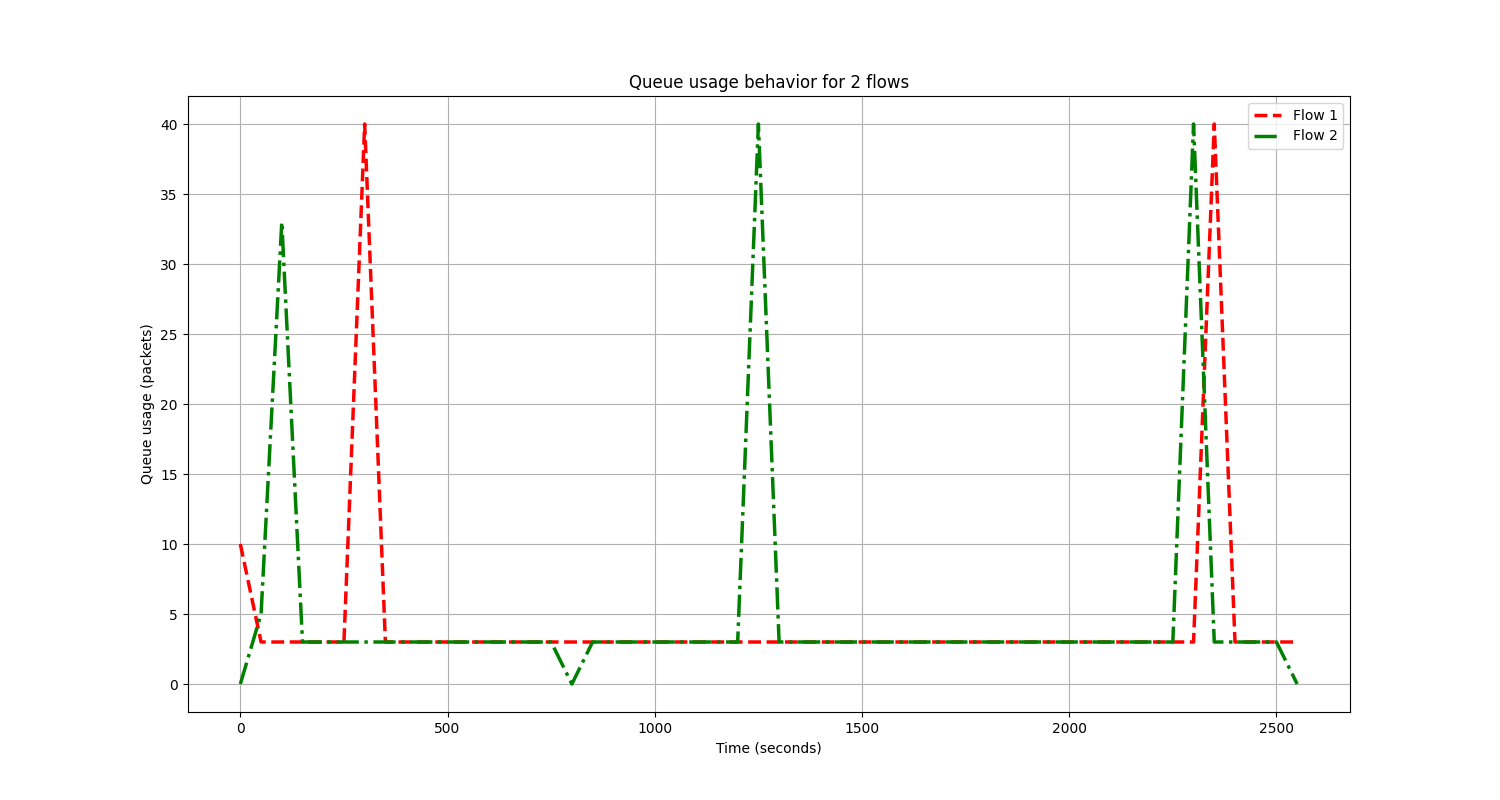 Queue usage behavior for 2 flows
Flow 1
Flow 2
40
35
30
25
20
15
10
5
0
Queue usage (packets)
0 500 1000 1500 2000 2500
Time (seconds)